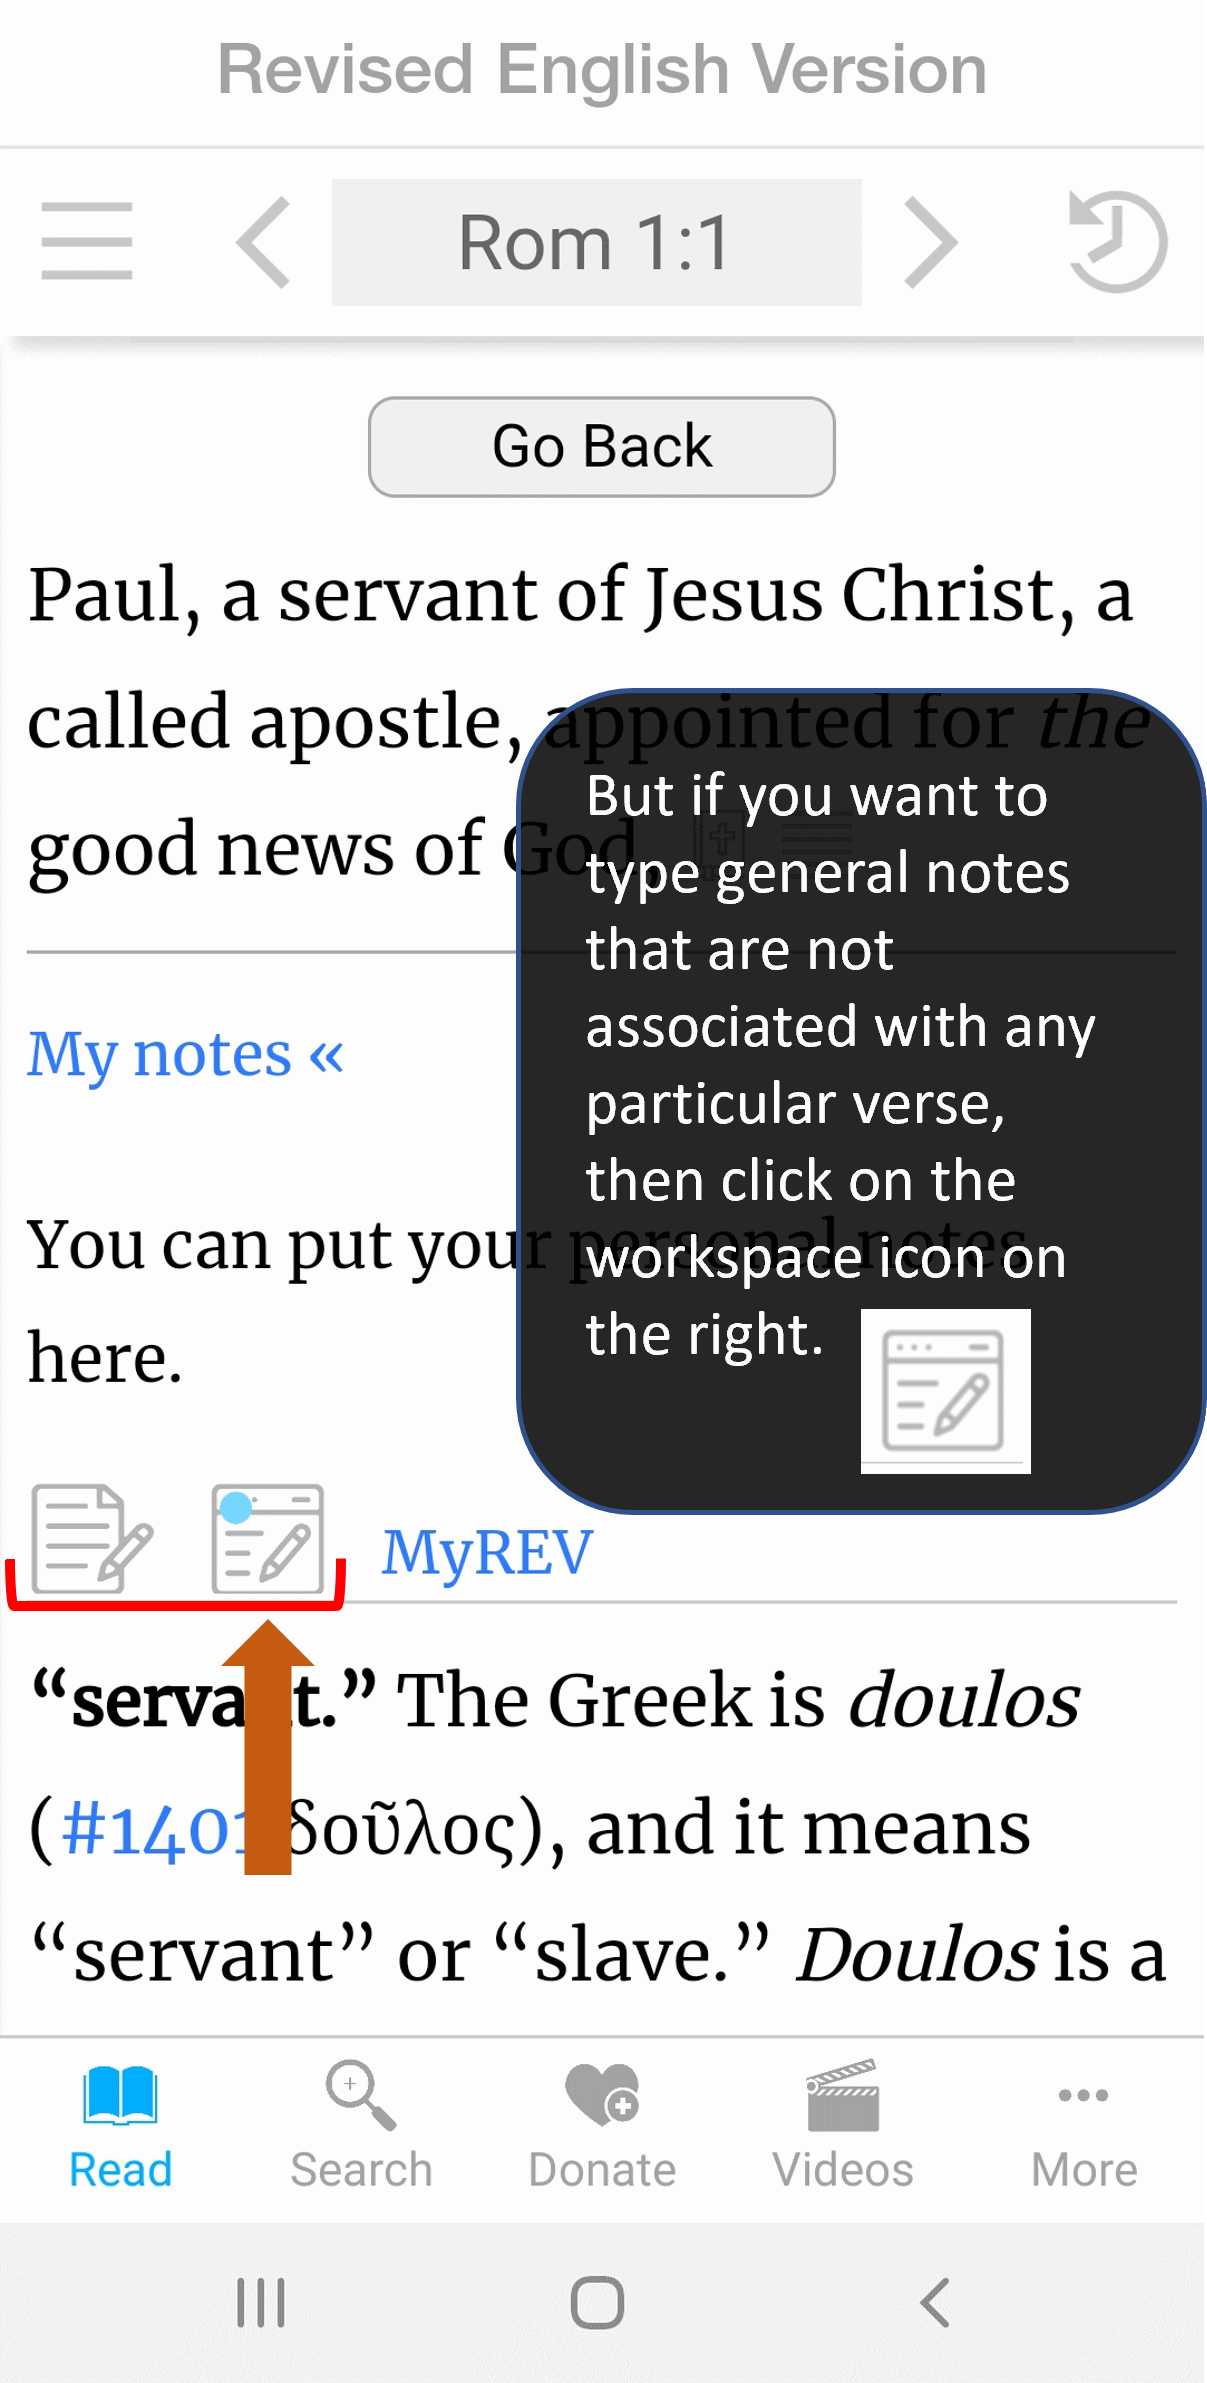 Revised English Version
Rom 1:1
Go Back
Paul, a servant of Jesus Christ, a
called apostle, appointed for the
good news of God,
But if you want to
type general notes
that are not
associated with any
particular verse,
then click on the
workspace icon on
the right.
My notes «
You can put your personal notes
here.
MyREV
“servant.” The Greek is doulos
(#1401 δοῦλος), and it means
“servant” or “slave.” Doulos is a
Read
Search
Donate
Videos
More